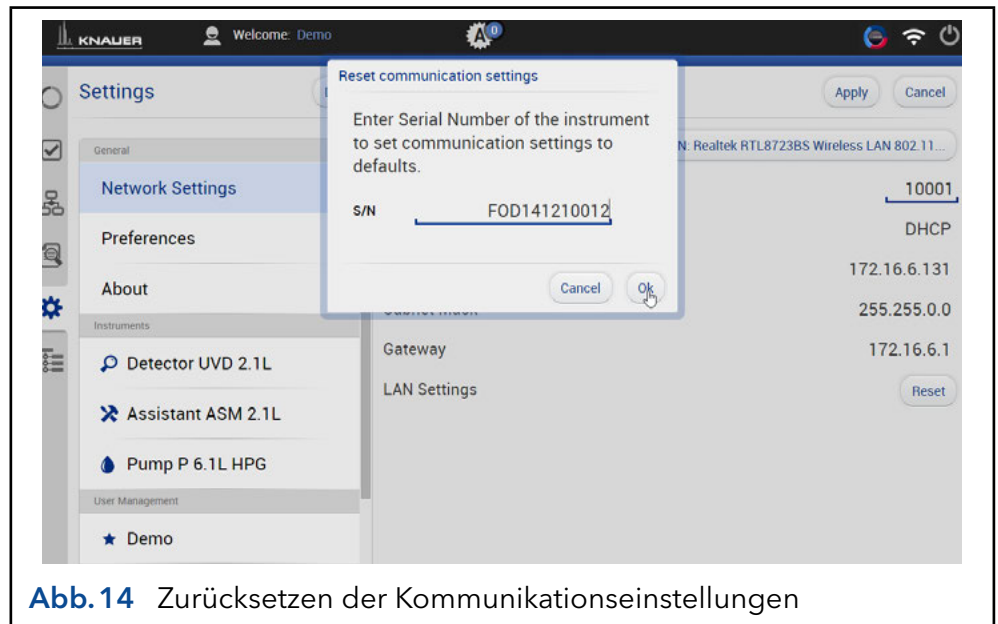 KNAUER Welcome: Demo A 0
Settings
Apply Cancel
General
Network Settings
Preferences
About
Instruments
Detector UVD 2.1L
Assistant ASM 2.1L
Pump P 6.1L HPG
User Management
Demo
Reset communication settings
Enter Serial Number of the instrument
to set communication settings to
defaults.
S/N FOD141210012
Cancel Ok
N: Realtek RTL8723BS Wireless LAN 802.11...
10001
DHCP
172.16.6.131
255.255.0.0
Gateway 172.16.6.1
LAN Settings Reset
Abb.14 Zurücksetzen der Kommunikationseinstellungen